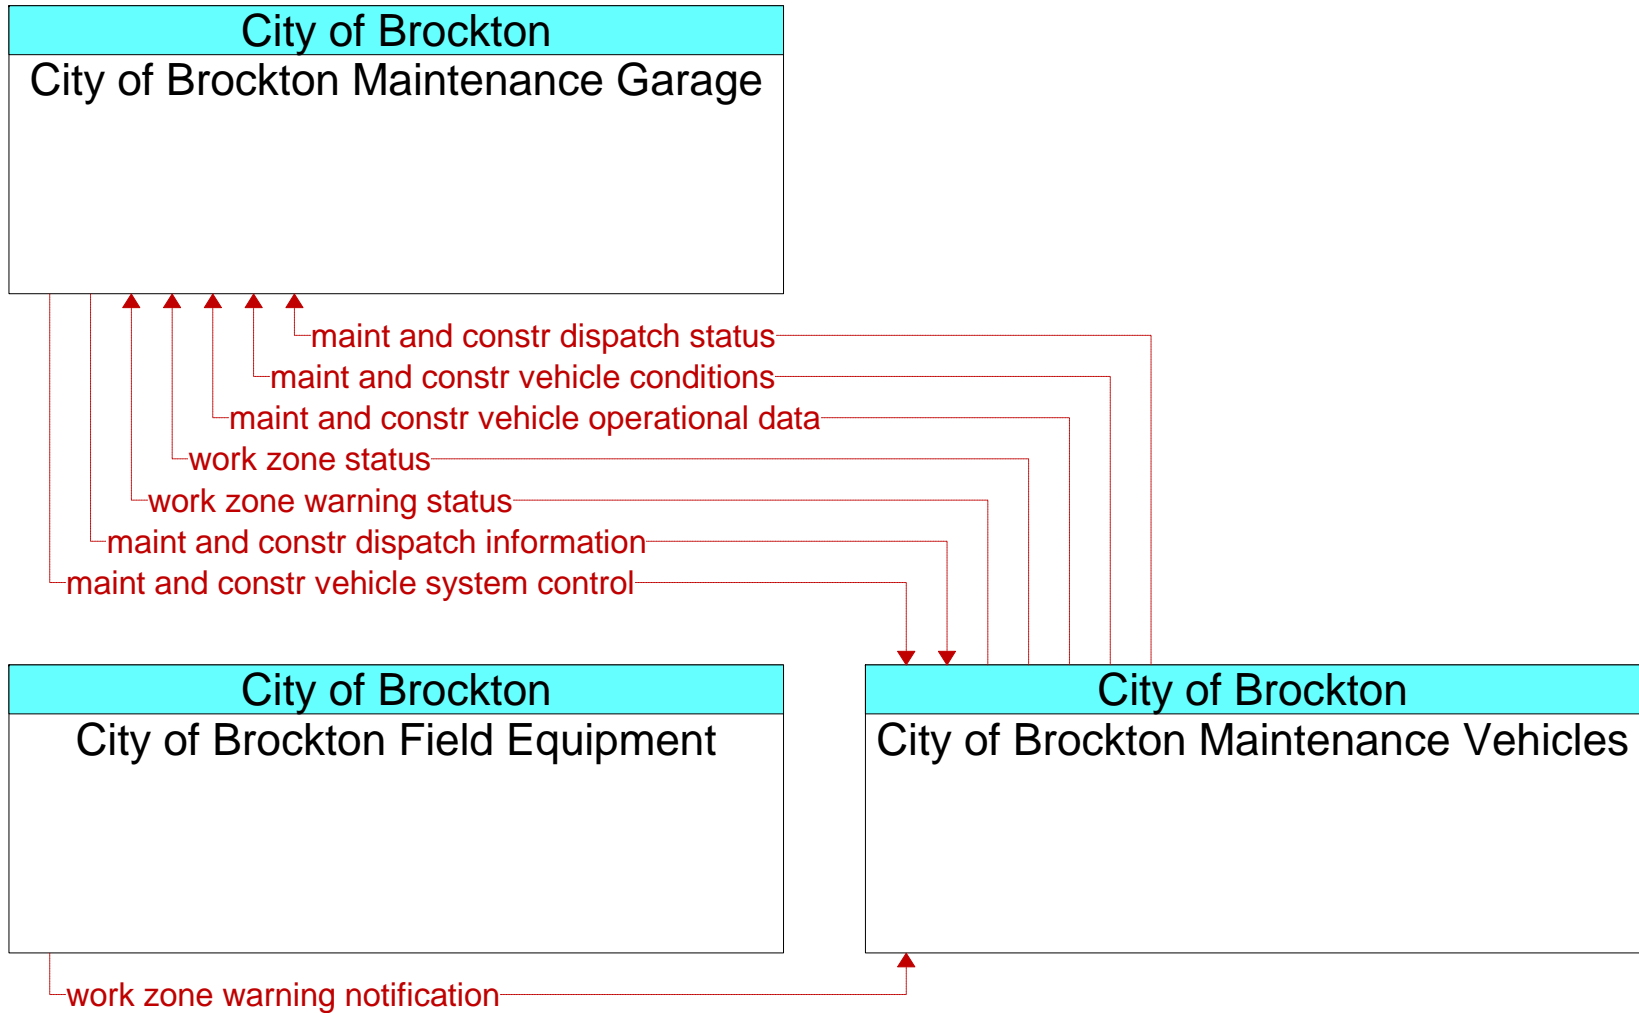 City of Brockton
City of Brockton Maintenance Garage
maint and constr dispatch status
maint and constr vehicle conditions
maint and constr vehicle operational data
work zone status
work zone warning status
maint and constr dispatch information
maint and constr vehicle system control
City of Brockton
City of Brockton Field Equipment
City of Brockton
City of Brockton Maintenance Vehicles
work zone warning notification